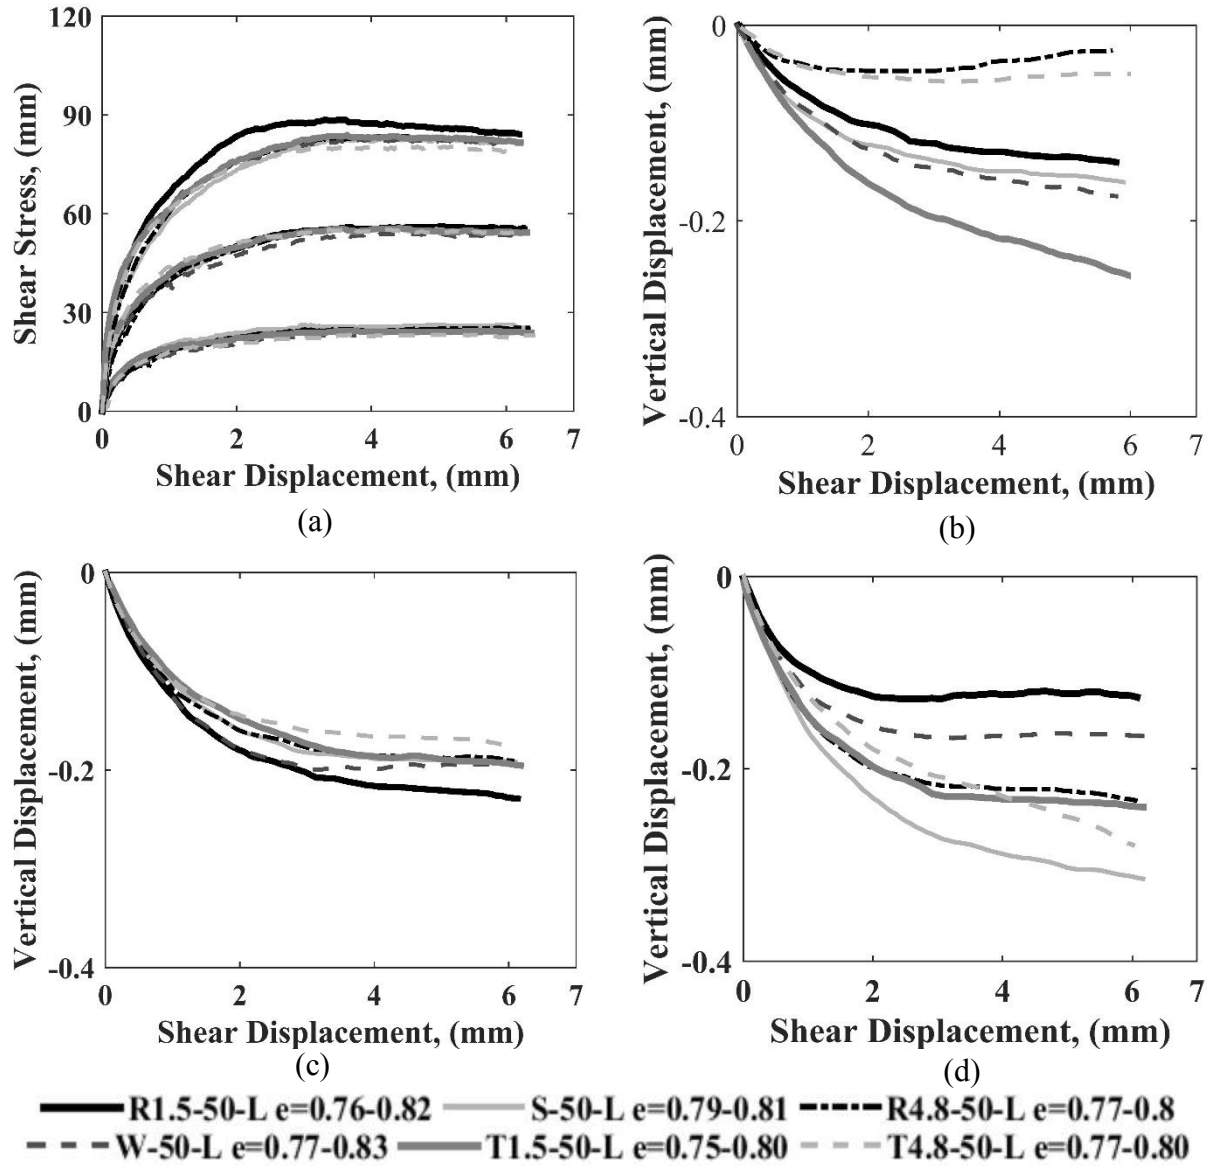 120
90
60
30
0
Shear Stress, (mm)
0 2 4 6 7
Shear Displacement, (mm)
(a)
0
-0.2
-0.4
Vertical Displacement, (mm)
0 2 4 6 7
Shear Displacement, (mm)
(b)
0
-0.2
-0.4
Vertical Displacement, (mm)
0 2 4 6 7
Shear Displacement, (mm)
(c)
0
-0.2
-0.4
Vertical Displacement, (mm)
0 2 4 6 7
Shear Displacement, (mm)
(d)
R1.5-50-L e=0.76-0.82 S-50-L e=0.79-0.81 R4.8-50-L e=0.77-0.8
W-50-L e=0.77-0.83 T1.5-50-L e=0.75-0.80 T4.8-50-L e=0.77-0.80